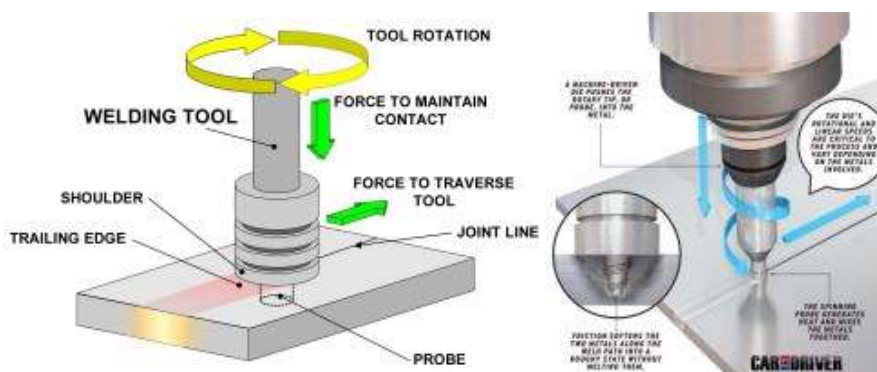 TOOL ROTATION
WELDING TOOL
FORCE TO MAINTAIN
CONTACT
FORCE TO TRAVERSE
TOOL
SHOULDER
TRAILING EDGE
JOINT LINE
PROBE
A MACHINE-DRIVEN
DIE PUSHES THE
ROTARY TIP, OR
PROBE, INTO THE
METAL.
THE DIE'S
ROTATIONAL AND
LINEAR SPEEDS
ARE CRITICAL TO
THE PROCESS AND
VARY DEPENDING
ON THE METALS
INVOLVED.
FRICTION SOFTENS THE
TWO METALS ALONG THE
WELD PATH INTO A
DOUGHY STATE WITHOUT
MELTING THEM.
THE SPINNING
PROBE GENERATES
HEAT AND MIXES
THE METALS
TOGETHER.
CAR AND DRIVER